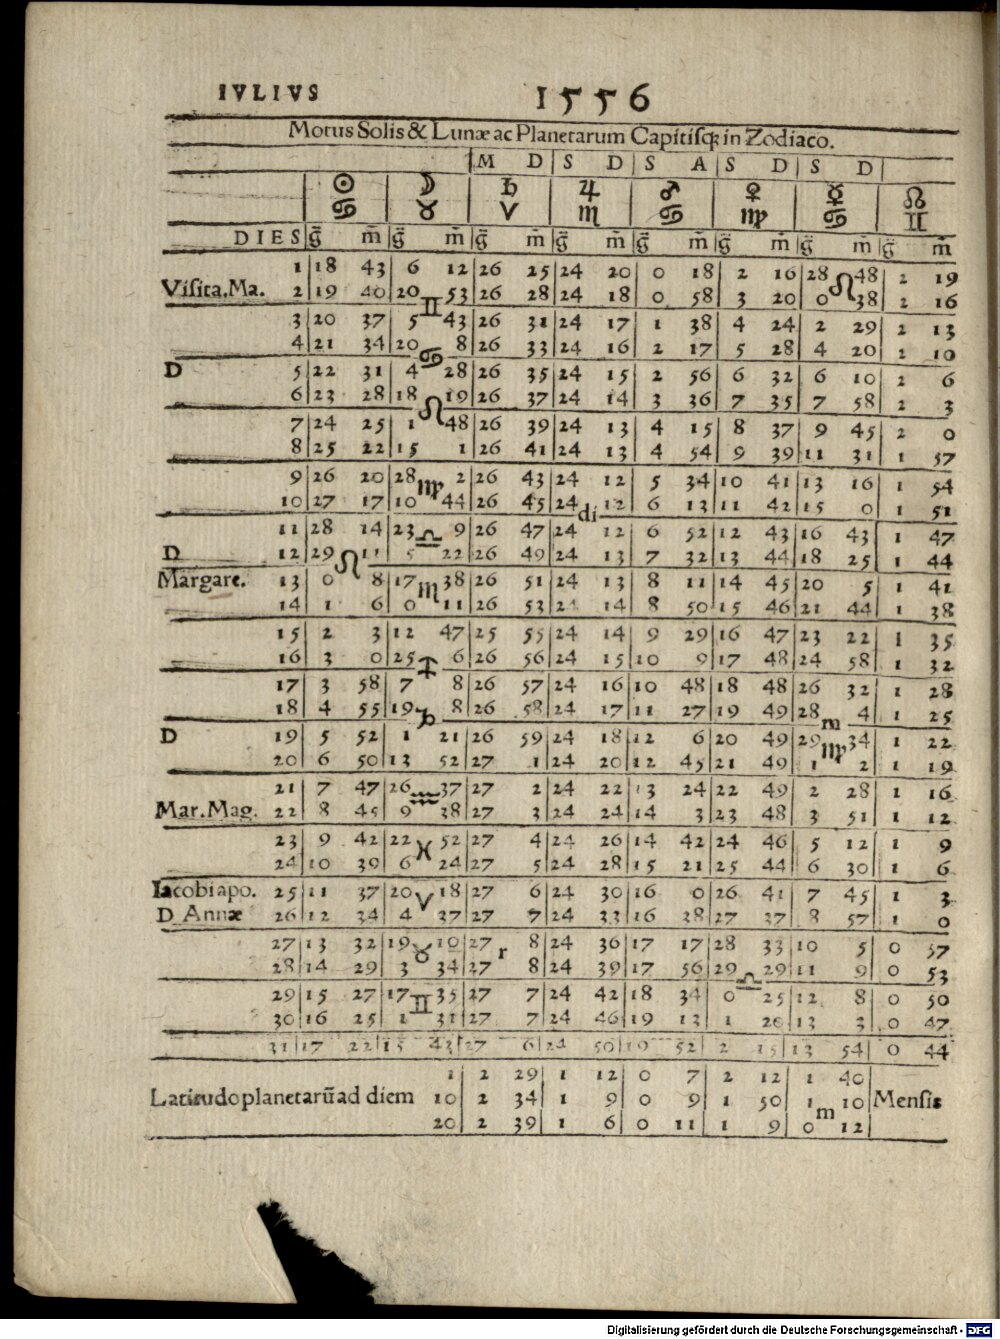 IVLIVS 1556
Motus Solis & Lunæ ac Planetarum Capitisq; in Zodiaco.
M D S D S A S D S D
☉ ☽ ♄ ♃ ♂ ♀ ☿ ☊
♋ ♉ ♈ ♏ ♋ ♍ ♋ ♊
DIES g̃ m̃ g̃ m̃ g̃ m̃ g̃ m̃ g̃ m̃ g̃ m̃ g̃ m̃ g̃ m̃
1 18 43 6 12 26 25 24 20 0 18 2 16 28 ♌ 48 2 19
Visita.Ma. 2 19 40 20 ♊ 53 26 28 24 18 0 58 3 20 0 38 2 16
3 20 37 5 43 26 31 24 17 1 38 4 24 2 29 2 13
4 21 34 20 ♋ 8 26 33 24 16 2 17 5 28 4 20 2 10
D 5 22 31 4 28 26 35 24 15 2 56 6 32 6 10 2 6
6 23 28 18 ♌ 19 26 37 24 14 3 36 7 35 7 58 2 3
7 24 25 1 48 26 39 24 13 4 15 8 37 9 45 2 0
8 25 22 15 1 26 41 24 13 4 54 9 39 11 31 1 57
9 26 20 28 ♍ 2 26 43 24 12 5 34 10 41 13 16 1 54
10 27 17 10 44 26 45 24 di 12 6 13 11 42 15 0 1 51
11 28 14 23 ♎ 9 26 47 24 12 6 52 12 43 16 43 1 47
D 12 29 ♌ 11 5 22 26 49 24 13 7 32 13 44 18 25 1 44
Margare. 13 0 8 17 ♏ 38 26 51 24 13 8 11 14 45 20 5 1 41
14 1 6 0 11 26 53 24 14 8 50 15 46 21 44 1 38
15 2 3 12 47 25 55 24 14 9 29 16 47 23 22 1 35
16 3 0 25 ♐ 6 26 56 24 15 10 9 17 48 24 58 1 32
17 3 58 7 8 26 57 24 16 10 48 18 48 26 32 1 28
18 4 55 19 ♑ 8 26 58 24 17 11 27 19 49 28 m 4 1 25
D 19 5 52 1 21 26 59 24 18 12 6 20 49 29 ♍ 34 1 22
20 6 50 13 52 27 1 24 20 12 45 21 49 1 2 1 19
21 7 47 26 ♒ 37 27 2 24 22 13 24 22 49 2 28 1 16
Mar.Mag. 22 8 45 9 38 27 3 24 24 14 3 23 48 3 51 1 12
23 9 42 22 ♓ 52 27 4 24 26 14 42 24 46 5 12 1 9
24 10 39 6 24 27 5 24 28 15 21 25 44 6 30 1 6
Iacobi apo. 25 11 37 20 ♈ 18 27 6 24 30 16 0 26 41 7 45 1 3
D Annæ 26 12 34 4 37 27 7 24 33 16 38 27 37 8 57 1 0
27 13 32 19 ♉ 10 27 r 8 24 36 17 17 28 33 10 5 0 57
28 14 29 3 34 27 8 24 39 17 56 29 ♎ 29 11 9 0 53
29 15 27 17 ♊ 35 27 7 24 42 18 34 0 25 12 8 0 50
30 16 25 1 31 27 7 24 46 19 13 1 20 13 3 0 47
31 17 22 15 43 27 6 24 50 19 52 2 15 13 54 0 44
1 2 29 1 12 0 7 2 12 1 40
Latitudo planetarũ ad diem 10 2 34 1 9 0 9 1 50 1 m 10 Mensis
20 2 39 1 6 0 11 1 9 0 12
Digitalisierung gefördert durch die Deutsche Forschungsgemeinschaft - DFG